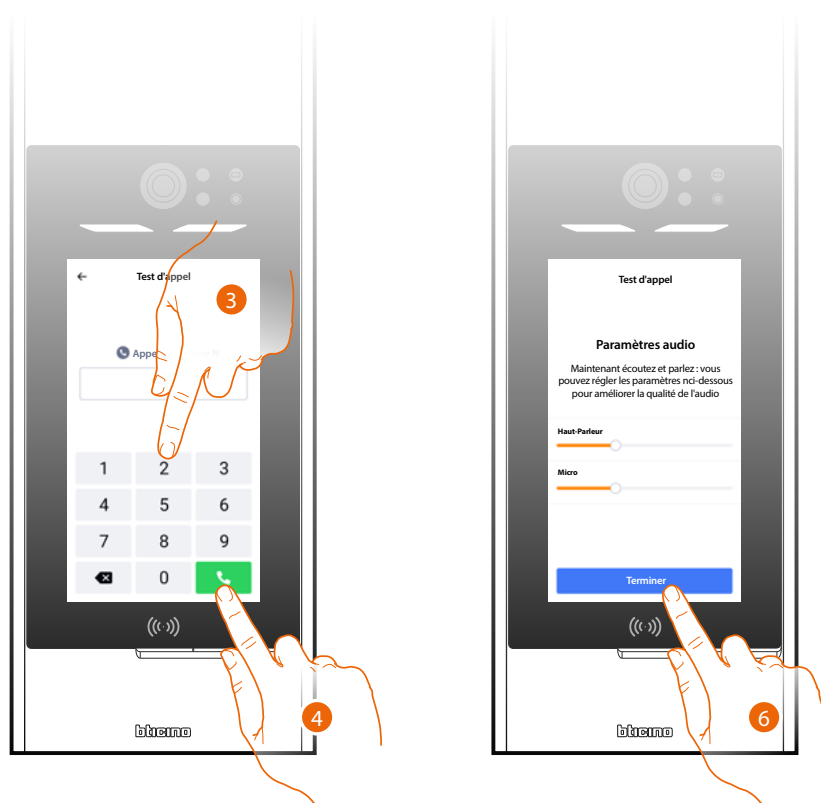 Test d'appel
3
Appe
1 2 3
4 5 6
7 8 9
0
4
bticino
Test d'appel
Paramètres audio
Maintenant écoutez et parlez : vous
pouvez régler les paramètres nci-dessous
pour améliorer la qualité de l'audio
Haut-Parleur
Micro
Terminer
6
bticino